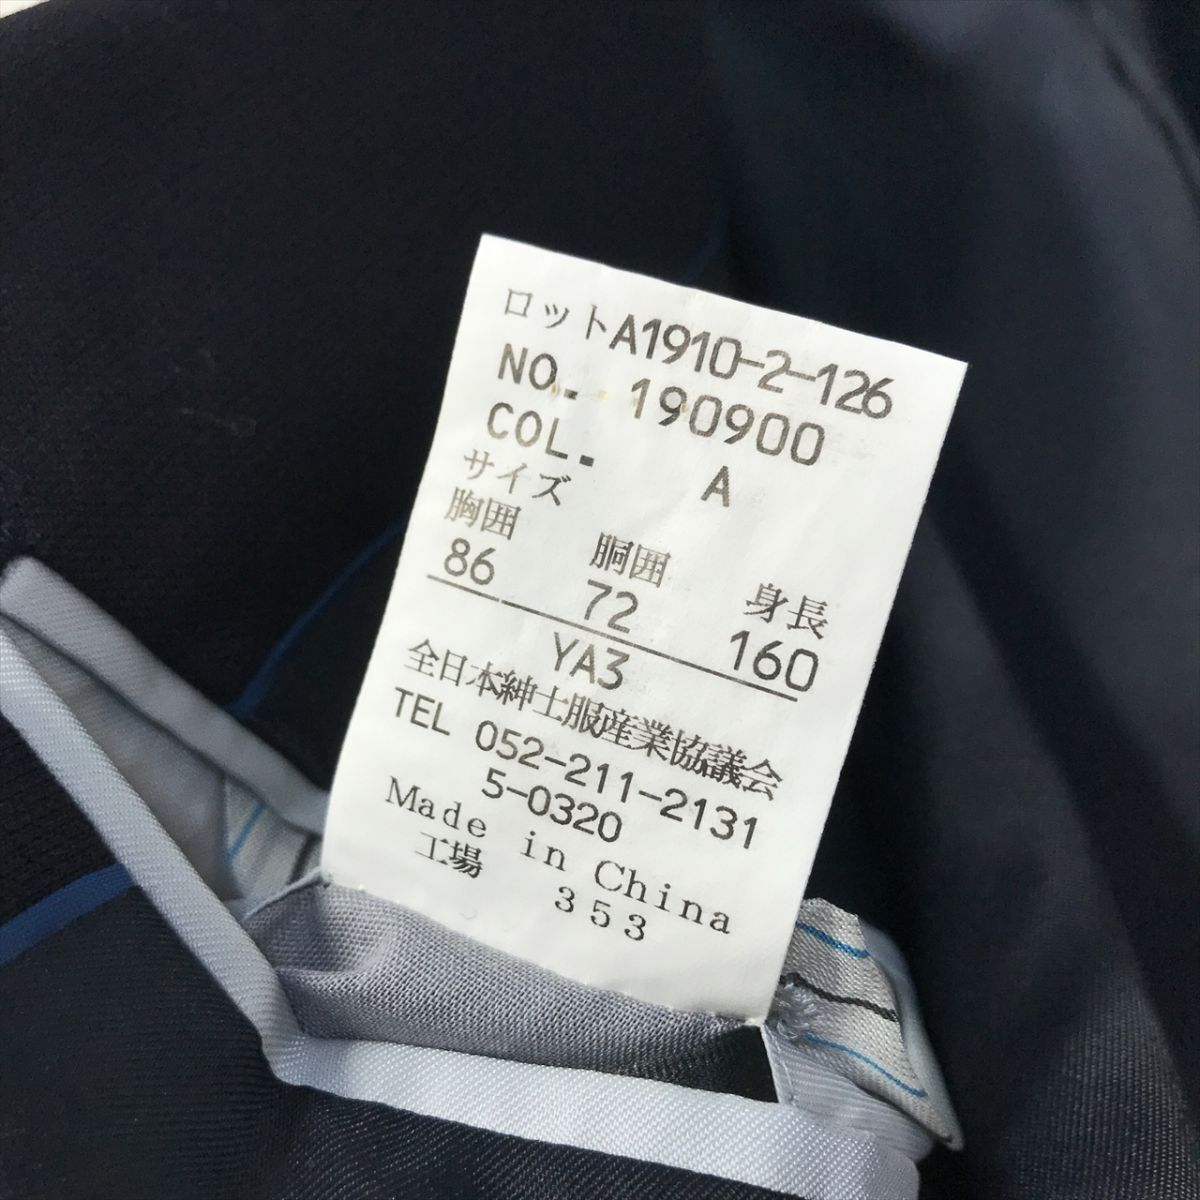 ロットA1910-2-126
NO. 190900
COL. A
サイズ
胸囲 胴囲 身長
86 72 160
YA3
全日本紳士服産業協議会
TEL 052-211-2131
5-0320
Made in China
工場 353